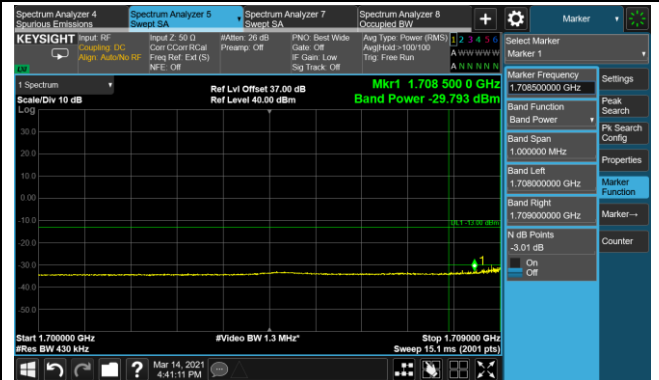 Spectrum Analyzer 4
Spurious Emissions
Spectrum Analyzer 5
Swept SA
Spectrum Analyzer 7
Swept SA
Spectrum Analyzer 8
Occupied BW
+
Marker
KEYSIGHT
Input: RF
Coupling: DC
Align: Auto/No RF
Input Z: 50 Ω
Corr CCorr RCal
Freq Ref: Ext (S)
NFE: Off
#Atten: 26 dB
Preamp: Off
PNO: Best Wide
Gate: Off
IF Gain: Low
Sig Track: Off
Avg Type: Power (RMS)
Avg|Hold:>100/100
Trig: Free Run
1 2 3 4 5 6
A W W W W W
A N N N N N
LXI
1 Spectrum
Scale/Div 10 dB
Log
Ref Lvl Offset 37.00 dB
Ref Level 40.00 dBm
Mkr1 1.708 500 0 GHz
Band Power -29.793 dBm
30.0
20.0
10.0
0.00
-10.0
-20.0
-30.0
-40.0
-50.0
DL1 -13.00 dBm
1
Start 1.700000 GHz
#Res BW 430 kHz
#Video BW 1.3 MHz*
Stop 1.709000 GHz
Sweep 15.1 ms (2001 pts)
Select Marker
Marker 1
Marker Frequency
1.708500000 GHz
Band Function
Band Power
Band Span
1.000000 MHz
Band Left
1.708000000 GHz
Band Right
1.709000000 GHz
N dB Points
-3.01 dB
On
Off
Settings
Peak
Search
Pk Search
Config
Properties
Marker
Function
Marker→
Counter
?
Mar 14, 2021
4:41:11 PM